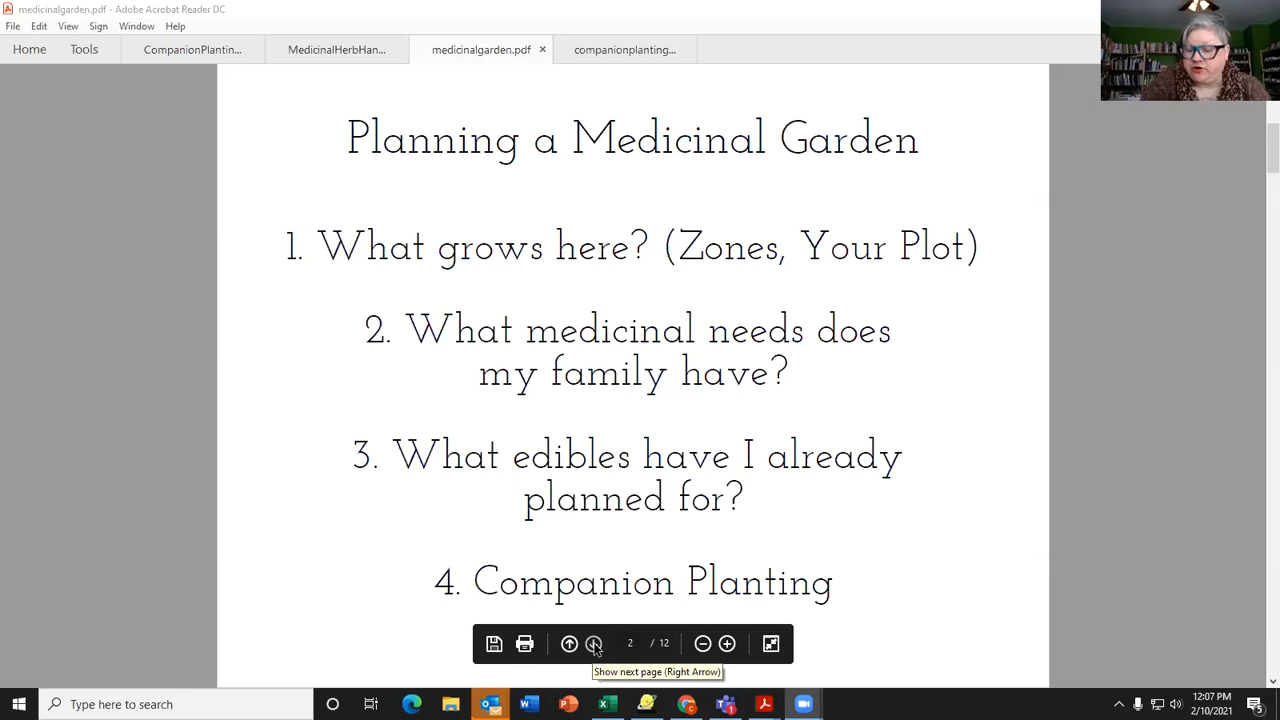 medicinalgarden.pdf - Adobe Acrobat Reader DC
File Edit View Sign Window Help
Home Tools CompanionPlantin... MedicinalHerbHan... medicinalgarden.pdf × companionplanting...
Planning a Medicinal Garden
1. What grows here? (Zones, Your Plot)
2. What medicinal needs does
my family have?
3. What edibles have I already
planned for?
4. Companion Planting
2 / 12
Show next page (Right Arrow)
Type here to search
12:07 PM
2/10/2021
5